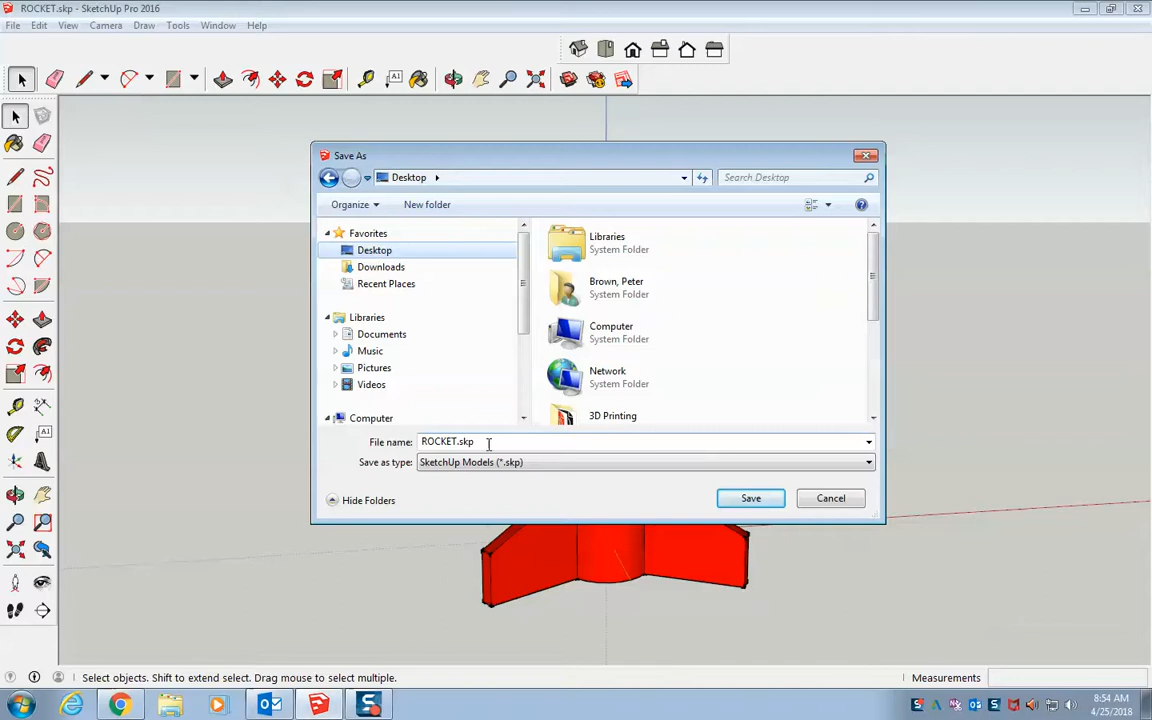 ROCKET.skp - SketchUp Pro 2016
File Edit View Camera Draw Tools Window Help
A1
Save As
Desktop
Search Desktop
Organize New folder
Favorites
Desktop
Downloads
Recent Places
Libraries
Documents
Music
Pictures
Videos
Computer
Libraries
System Folder
Brown, Peter
System Folder
Computer
System Folder
Network
System Folder
3D Printing
File name: ROCKET.skp
Save as type: SketchUp Models (*.skp)
Hide Folders
Save Cancel
A1
Select objects. Shift to extend select. Drag mouse to select multiple.
Measurements
8:54 AM
4/25/2018